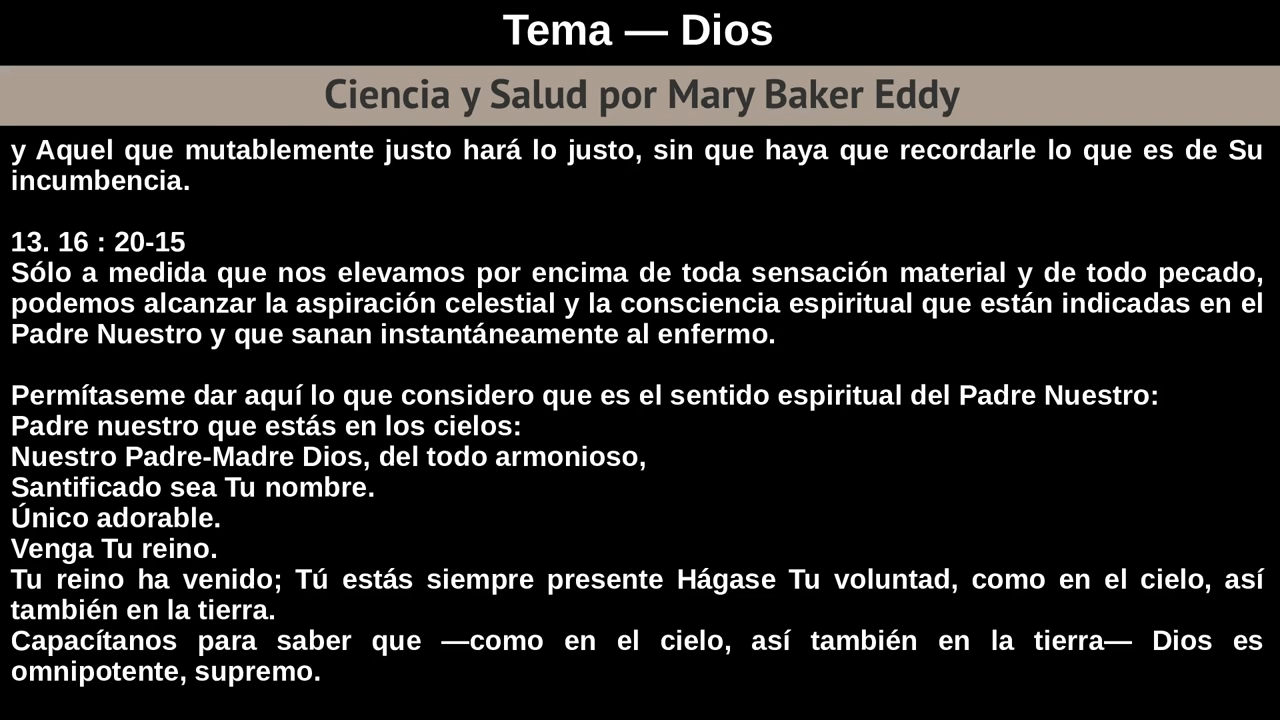 Tema — Dios
Ciencia y Salud por Mary Baker Eddy
y Aquel que mutablemente justo hará lo justo, sin que haya que recordarle lo que es de Su
incumbencia.
13. 16 : 20-15
Sólo a medida que nos elevamos por encima de toda sensación material y de todo pecado,
podemos alcanzar la aspiración celestial y la consciencia espiritual que están indicadas en el
Padre Nuestro y que sanan instantáneamente al enfermo.
Permítaseme dar aquí lo que considero que es el sentido espiritual del Padre Nuestro:
Padre nuestro que estás en los cielos:
Nuestro Padre-Madre Dios, del todo armonioso,
Santificado sea Tu nombre.
Único adorable.
Venga Tu reino.
Tu reino ha venido; Tú estás siempre presente Hágase Tu voluntad, como en el cielo, así
también en la tierra.
Capacítanos para saber que —como en el cielo, así también en la tierra— Dios es
omnipotente, supremo.